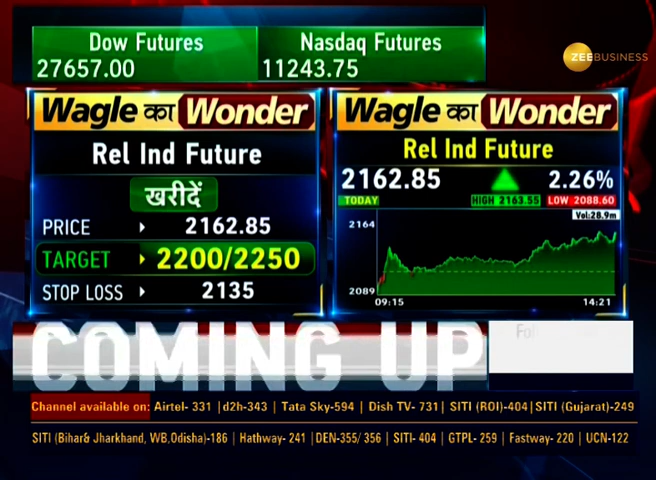 Dow Futures
27657.00
Nasdaq Futures
11243.75
ZEEBUSINESS
Wagle का Wonder
Rel Ind Future
खरीदें
PRICE 2162.85
TARGET 2200/2250
STOP LOSS 2135
Wagle का Wonder
Rel Ind Future
2162.85 2.26%
TODAY HIGH 2163.55 LOW 2088.60
Vol:28.9m
2164
2089
09:15 14:21
COMING UP
Channel available on: Airtel- 331 |d2h-343 | Tata Sky-594 | Dish TV- 731| SITI (ROI)-404|SITI (Gujarat)-249
SITI (Bihar& Jharkhand, WB,Odisha)-186 | Hathway- 241 |DEN-355/ 356 | SITI- 404 | GTPL- 259 | Fastway- 220 | UCN-122